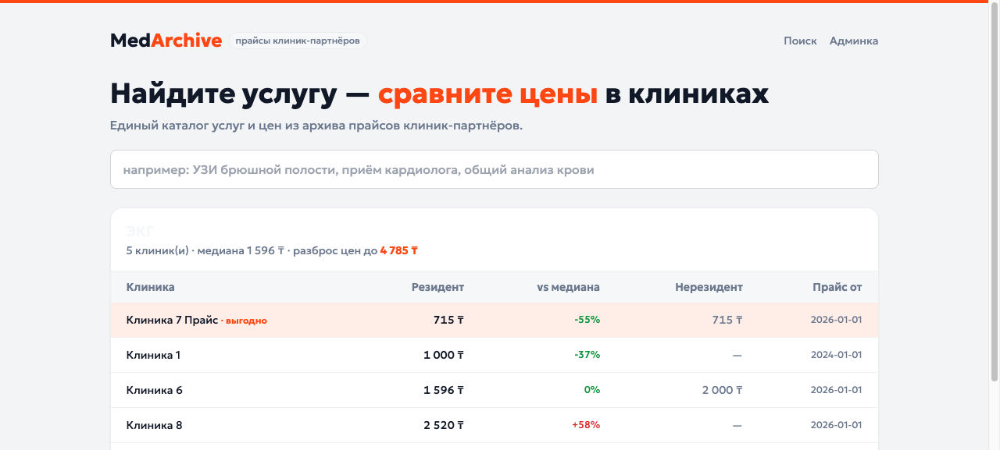 MedArchive прайсы клиник-партнёров Поиск Админка
Найдите услугу — сравните цены в клиниках
Единый каталог услуг и цен из архива прайсов клиник-партнёров.
например: УЗИ брюшной полости, приём кардиолога, общий анализ крови
ЭКГ
5 клиник(и) · медиана 1 596 ₸ · разброс цен до 4 785 ₸
Клиника Резидент vs медиана Нерезидент Прайс от
Клиника 7 Прайс · выгодно 715 ₸ -55% 715 ₸ 2026-01-01
Клиника 1 1 000 ₸ -37% — 2024-01-01
Клиника 6 1 596 ₸ 0% 2 000 ₸ 2026-01-01
Клиника 8 2 520 ₸ +58% — 2026-01-01